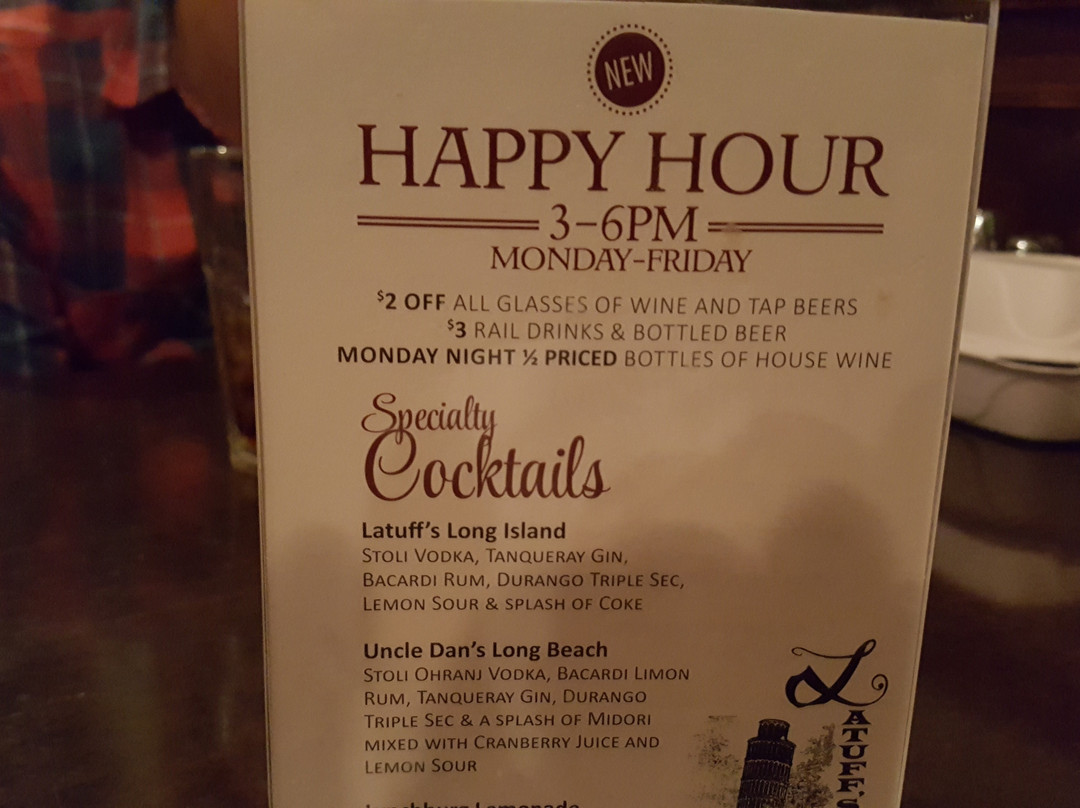 NEW
HAPPY HOUR
3-6PM
MONDAY-FRIDAY
$2 OFF ALL GLASSES OF WINE AND TAP BEERS
$3 RAIL DRINKS & BOTTLED BEER
MONDAY NIGHT ½ PRICED BOTTLES OF HOUSE WINE
Specialty
Cocktails
Latuff's Long Island
STOLI VODKA, TANQUERAY GIN,
BACARDI RUM, DURANGO TRIPLE SEC,
LEMON SOUR & SPLASH OF COKE
Uncle Dan's Long Beach
STOLI OHRANJ VODKA, BACARDI LIMON
RUM, TANQUERAY GIN, DURANGO
TRIPLE SEC & A SPLASH OF MIDORI
MIXED WITH CRANBERRY JUICE AND
LEMON SOUR
LATUFF'S
Lynchburg Lemonade